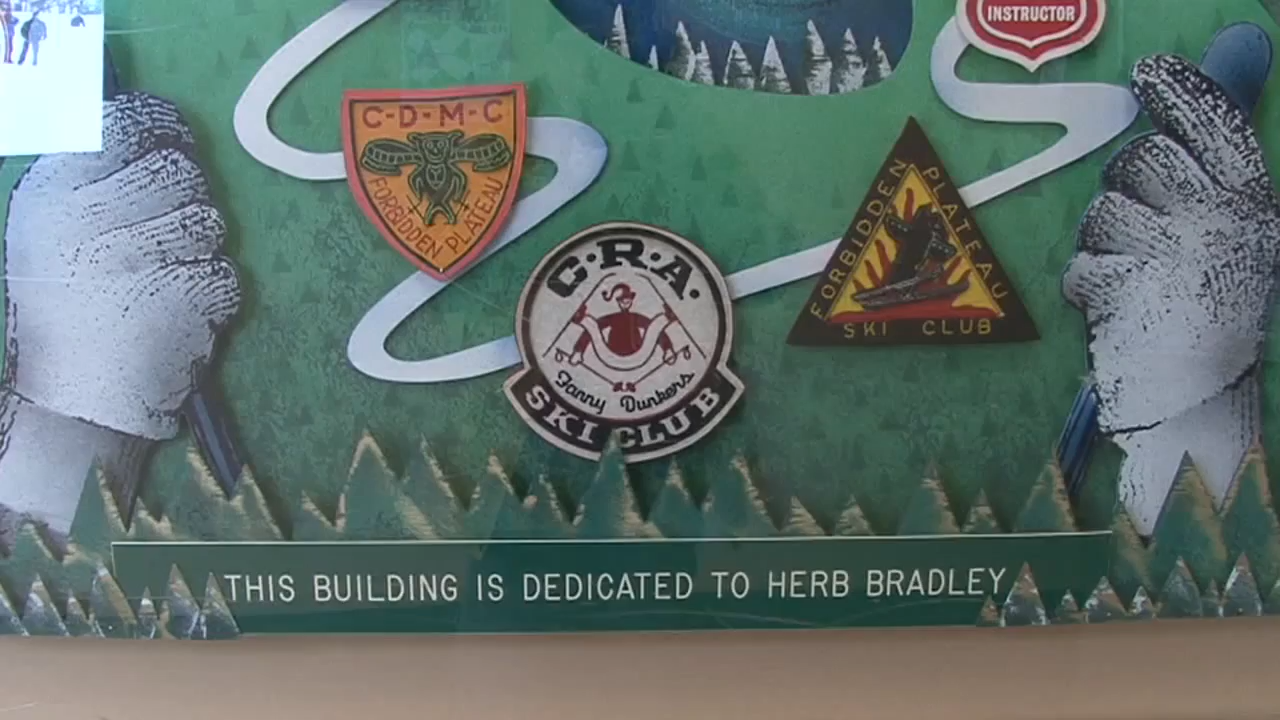 INSTRUCTOR
C-D-M-C
FORBIDDEN PLATEAU
C·R·A·
Fanny Dunkers
SKI CLUB
FORBIDDEN PLATEAU
SKI CLUB
THIS BUILDING IS DEDICATED TO HERB BRADLEY